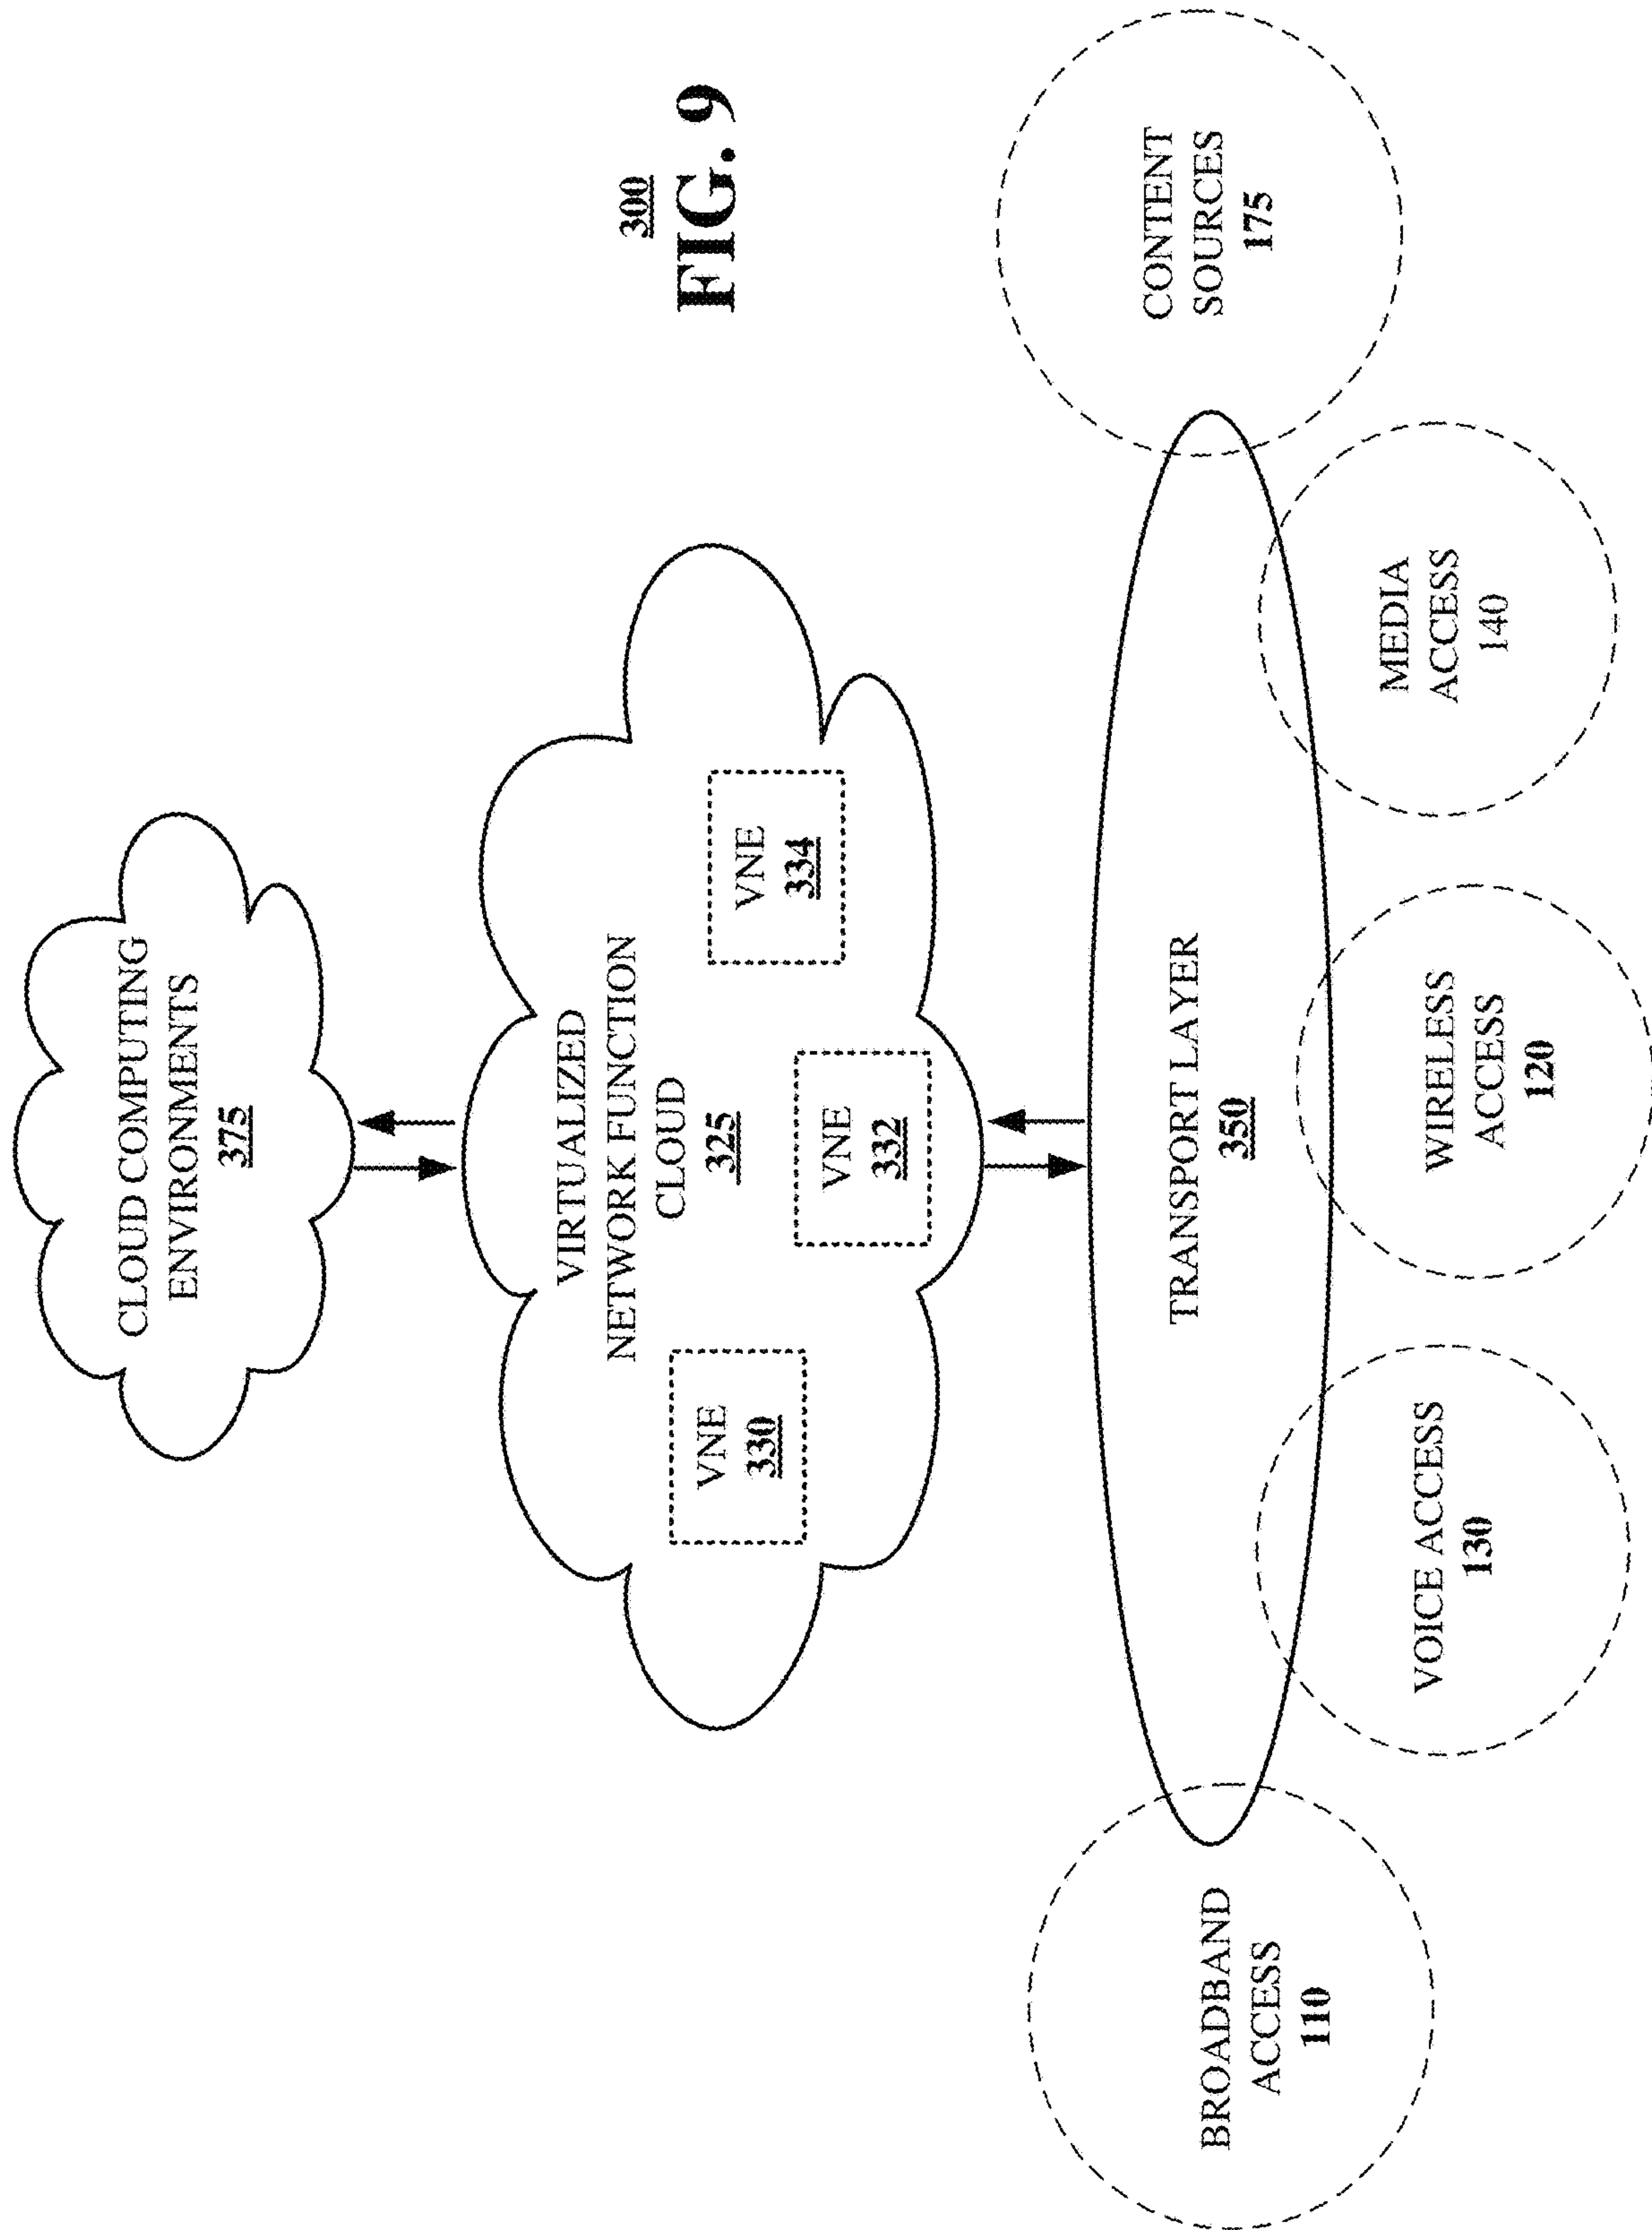 CLOUD COMPUTING
ENVIRONMENTS
375
VIRTUALIZED
NETWORK FUNCTION
CLOUD
325
VNE
330
VNE
332
VNE
334
300
FIG. 9
TRANSPORT LAYER
350
BROADBAND
ACCESS
110
VOICE ACCESS
130
WIRELESS
ACCESS
120
MEDIA
ACCESS
140
CONTENT
SOURCES
175